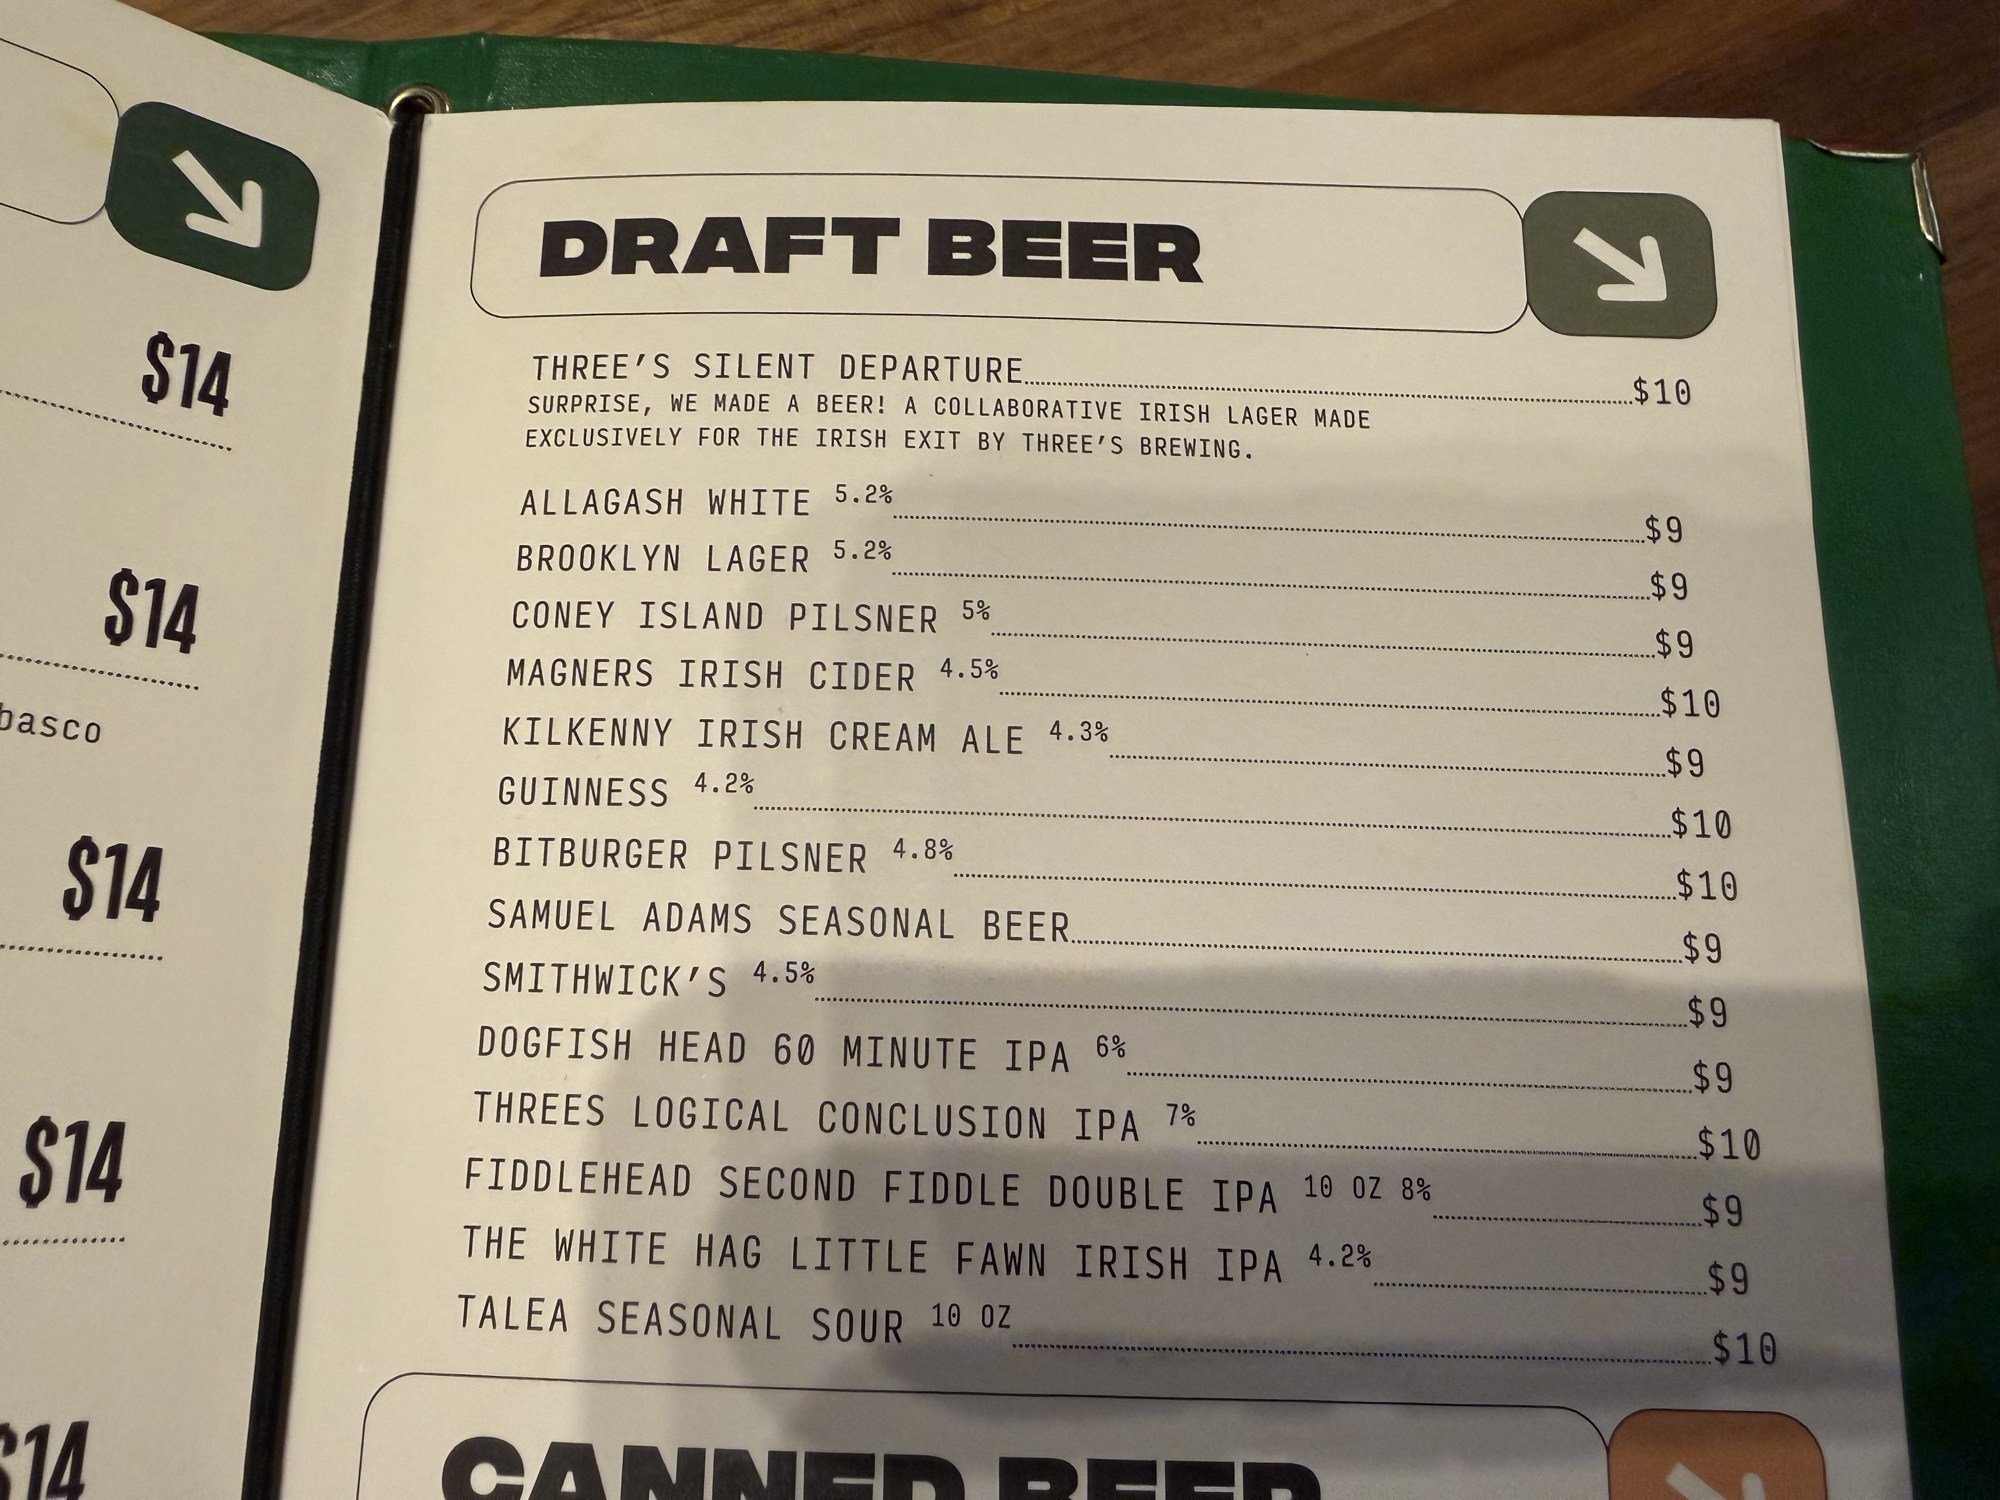 $14
$14
basco
$14
$14
$14
DRAFT BEER
THREE'S SILENT DEPARTURE $10
SURPRISE, WE MADE A BEER! A COLLABORATIVE IRISH LAGER MADE
EXCLUSIVELY FOR THE IRISH EXIT BY THREE'S BREWING.
ALLAGASH WHITE 5.2% $9
BROOKLYN LAGER 5.2% $9
CONEY ISLAND PILSNER 5% $9
MAGNERS IRISH CIDER 4.5% $10
KILKENNY IRISH CREAM ALE 4.3% $9
GUINNESS 4.2% $10
BITBURGER PILSNER 4.8% $10
SAMUEL ADAMS SEASONAL BEER $9
SMITHWICK'S 4.5% $9
DOGFISH HEAD 60 MINUTE IPA 6% $9
THREES LOGICAL CONCLUSION IPA 7% $10
FIDDLEHEAD SECOND FIDDLE DOUBLE IPA 10 OZ 8% $9
THE WHITE HAG LITTLE FAWN IRISH IPA 4.2% $9
TALEA SEASONAL SOUR 10 OZ $10
CANNED BEER